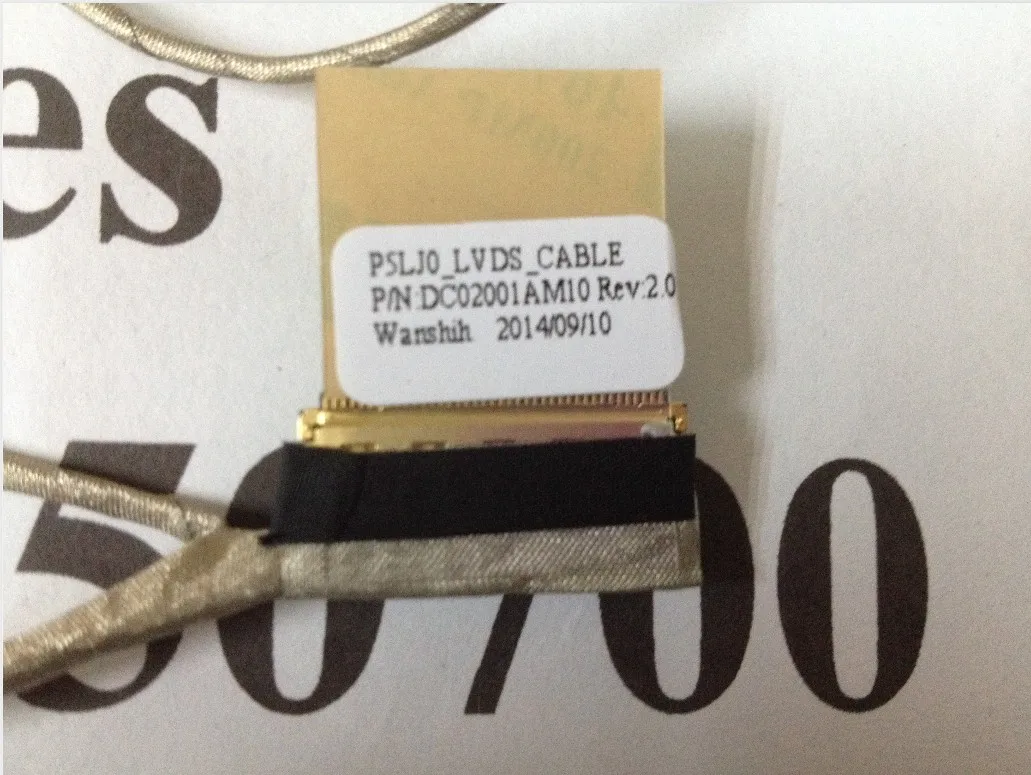 es
P5LJ0_LVDS_CABLE
P/N:DC02001AM10 Rev:2.0
Wanshih 2014/09/10
50700